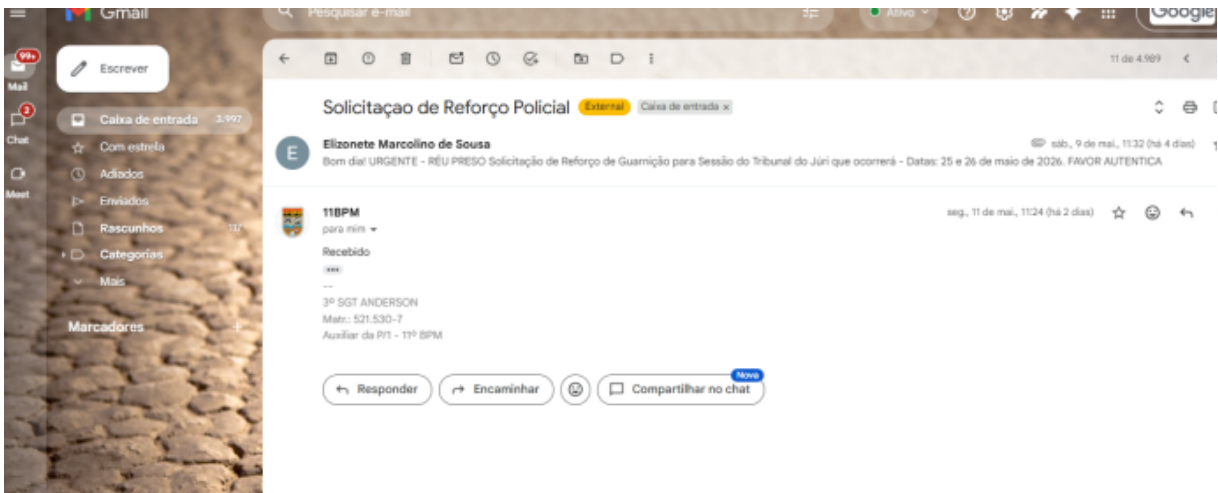 Gmail
Pesquisar e-mail
Ativo
Google
99+
Mail
Escrever
11 de 4.989
3
Chat
Caixa de entrada 3.997
Solicitaçao de Reforço Policial External Caixa de entrada x
Com estrela
E
Elizonete Marcolino de Sousa
sáb., 9 de mai., 11:32 (há 4 dias)
Bom dia! URGENTE - RÉU PRESO Solicitação de Reforço de Guarnição para Sessão do Tribunal do Júri que ocorrerá - Datas: 25 e 26 de maio de 2026. FAVOR AUTENTICA
Meet
Adiados
Enviados
Rascunhos
Categorias
Mais
Marcadores +
11BPM
seg., 11 de mai., 11:24 (há 2 dias)
para mim
Recebido
--
3º SGT ANDERSON
Matr.: 521.530-7
Auxiliar da P/1 - 11º BPM
Responder
Encaminhar
Compartilhar no chat
Novo